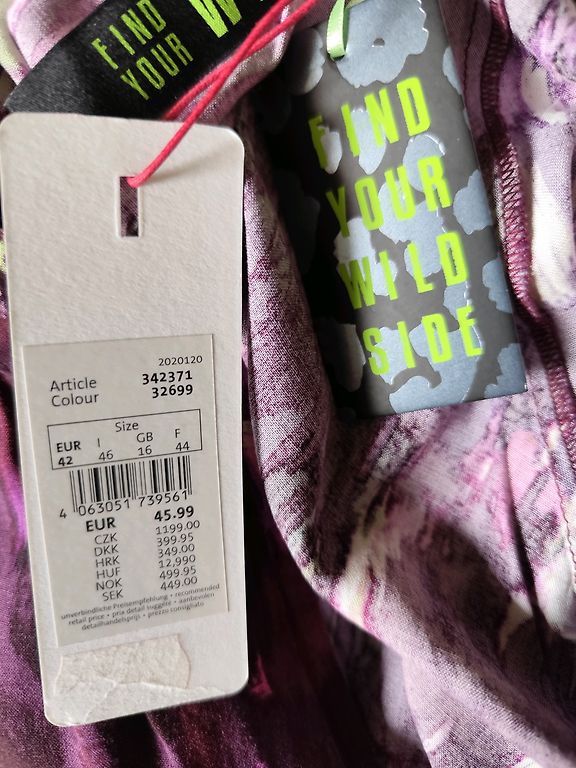 FIND
YOUR W
FIND
YOUR
WILD
SIDE
2020120
Article 342371
Colour 32699
Size
EUR I GB F
42 46 16 44
4 063051 739561
EUR 45.99
CZK 1199.00
DKK 399.95
HRK 349.00
HUF 12,990
NOK 499.95
SEK 449.00
unverbindliche Preisempfehlung • recommended
retail price • prix detail suggéré • aanbevolen
detailhandelsprijs • prezzo consigliato